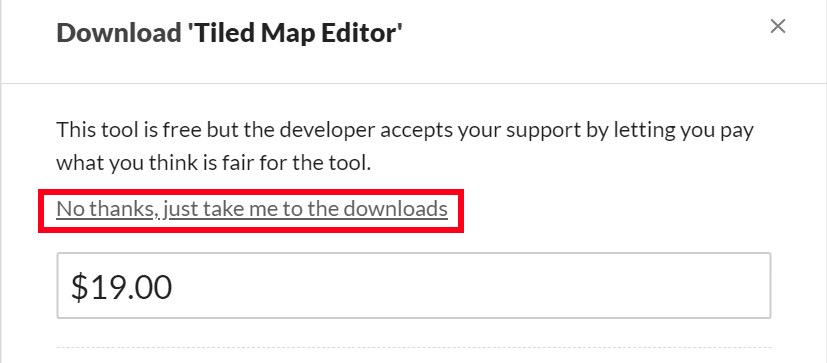 Download 'Tiled Map Editor'
This tool is free but the developer accepts your support by letting you pay
what you think is fair for the tool.
No thanks, just take me to the downloads
$19.00